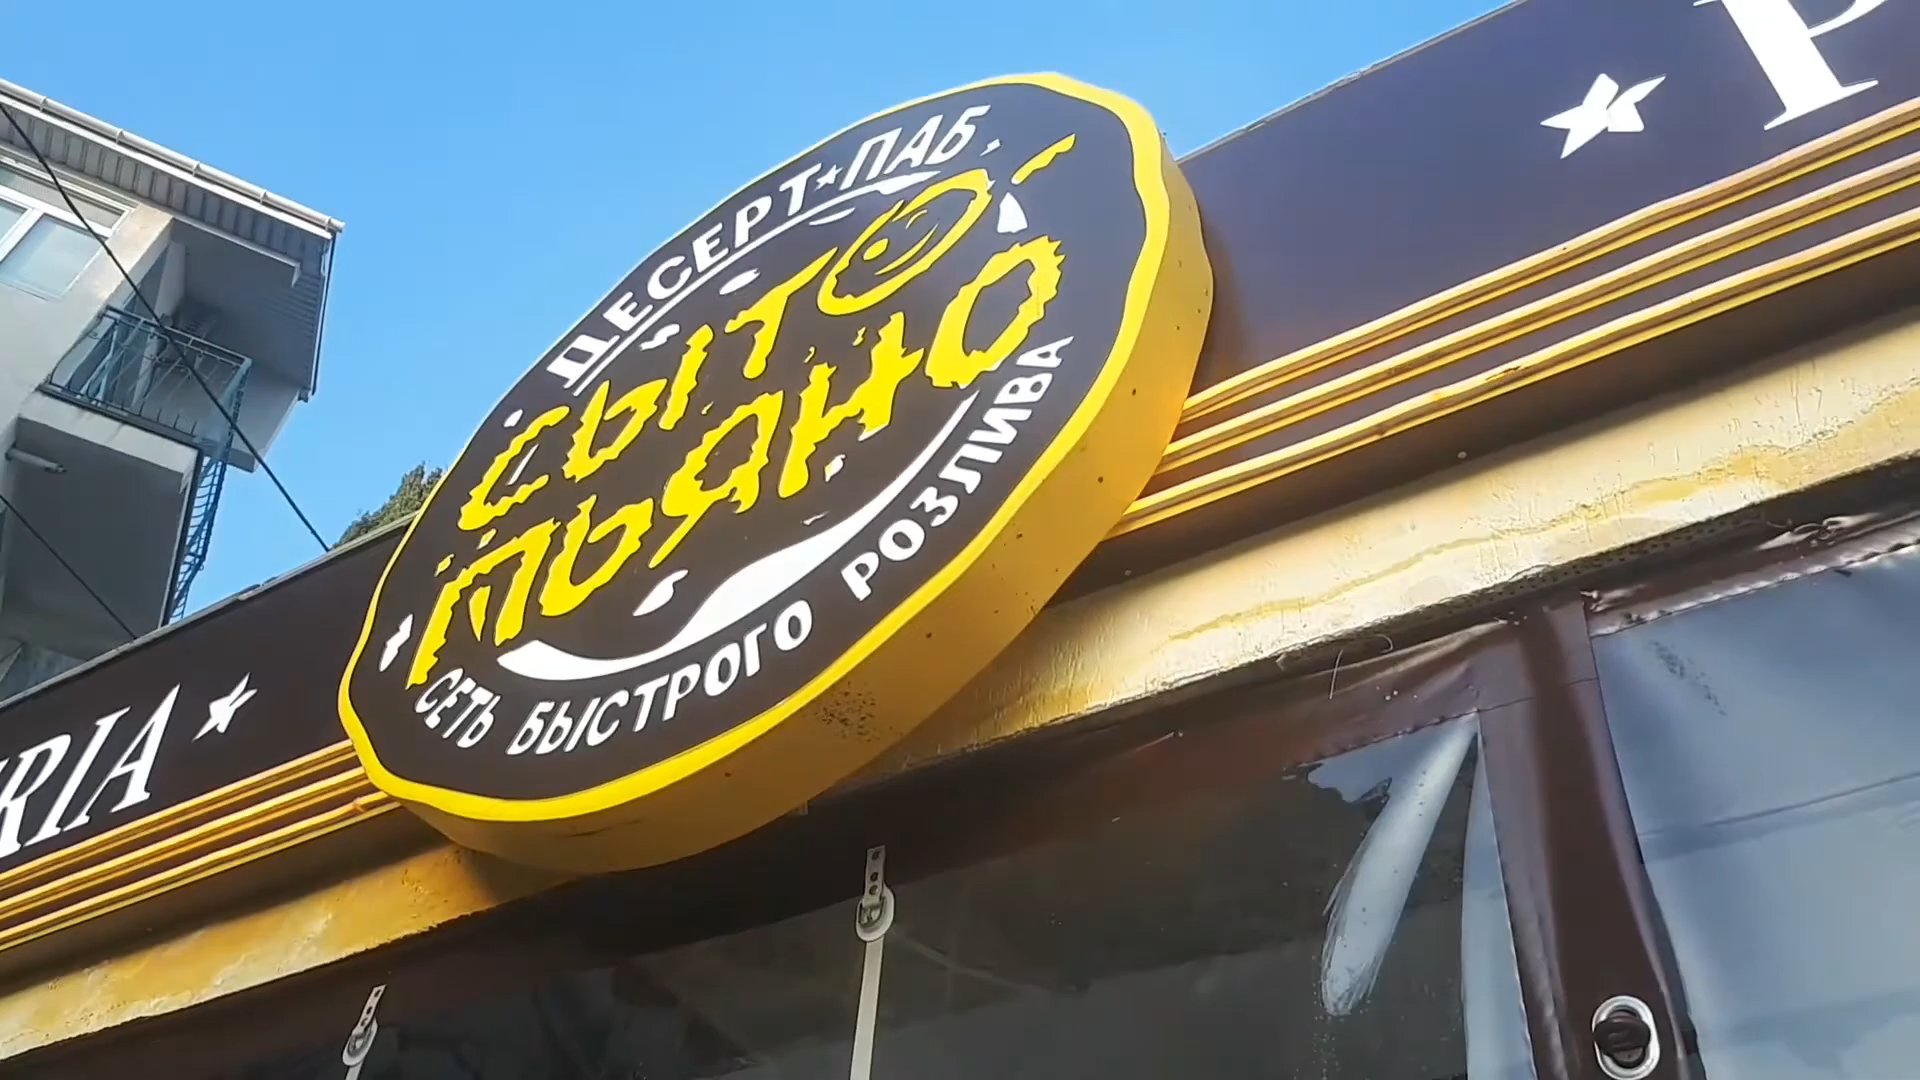 ДЕСЕРТ★ПАБ
СЫТО
ПЬЯНО
СЕТЬ БЫСТРОГО РОЗЛИВА
RIA ★
★ P